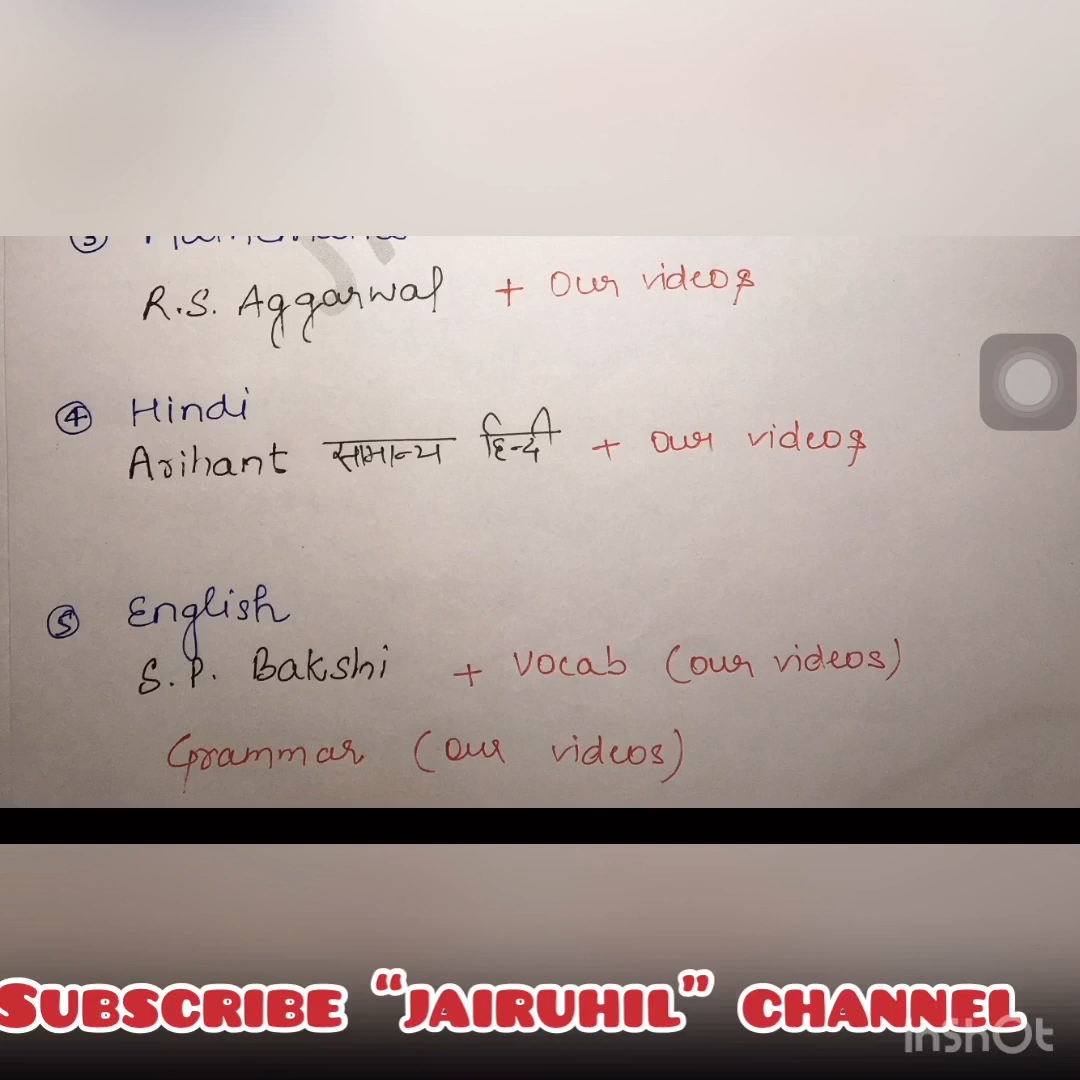 ③
R.S. Aggarwal + Our videos
④ Hindi
Arihant सामान्य हिन्दी + our videos
⑤ English
S.P. Bakshi + vocab (our videos)
Grammar (our videos)
SUBSCRIBE “JAIRUHIL” CHANNEL
InShOt